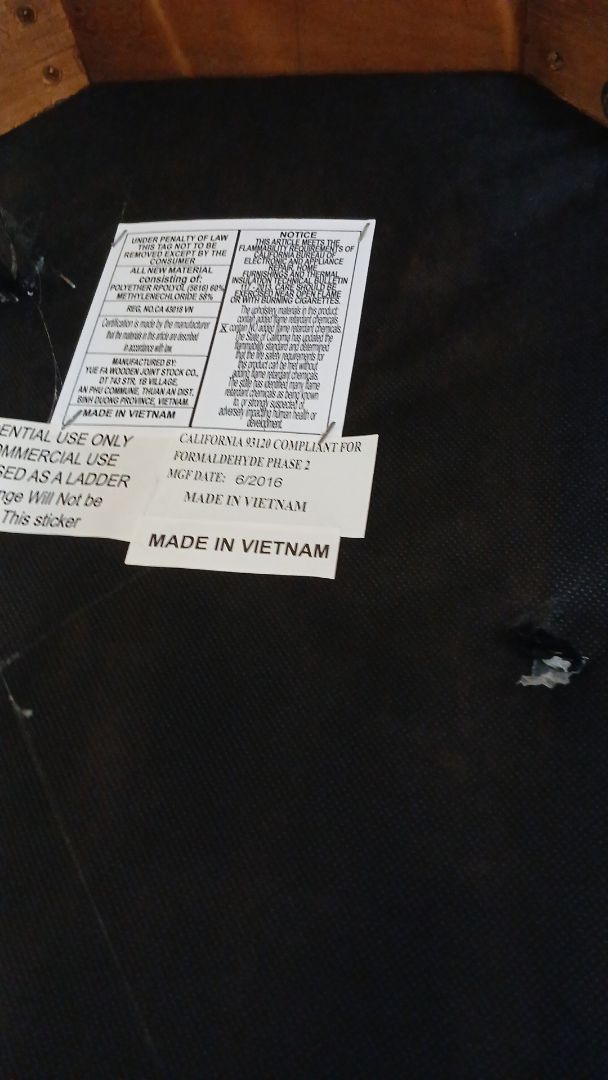 UNDER PENALTY OF LAW
THIS TAG NOT TO BE
REMOVED EXCEPT BY THE
CONSUMER
ALL NEW MATERIAL
consisting of:
POLYETHER RPOLYOL (5616) 60%
METHYLENECHLORIDE 58%
REG, NO.CA 43018 VN
Certification is made by the manufacturer
that the materials in this article are described
in accordance with law.
MANUFACTURED BY:
YUE FA WOODEN JOINT STOCK CO.,
DT 743 STR, 1B VILLAGE,
AN PHU COMMUNE, THUAN AN DIST,
BINH DUONG PROVINCE, VIETNAM.
MADE IN VIETNAM
NOTICE
THIS ARTICLE MEETS THE
FLAMMABILITY REQUIREMENTS OF
CALIFORNIA BUREAU OF
ELECTRONIC AND APPLIANCE
REPAIR, HOME
FURNISHINGS AND THERMAL
INSULATION TECHNICAL BULLETIN
117 - 2013. CARE SHOULD BE
EXERCISED NEAR OPEN FLAME
OR WITH BURNING CIGARETTES.
The upholstery materials in this product:
contain added flame retardant chemicals
X contain NO added flame retardant chemicals
The State of California has updated the
flammability standard and determined
that the fire safety requirements for
this product can be met without
adding flame retardant chemicals.
The state has identified many flame
retardant chemicals as being known
to, or strongly suspected of,
adversely impacting human health or
development.
ENTIAL USE ONLY
OMMERCIAL USE
SED AS A LADDER
nge Will Not be
This sticker
CALIFORNIA 93120 COMPLIANT FOR
FORMALDEHYDE PHASE 2
MGF DATE: 6/2016
MADE IN VIETNAM
MADE IN VIETNAM